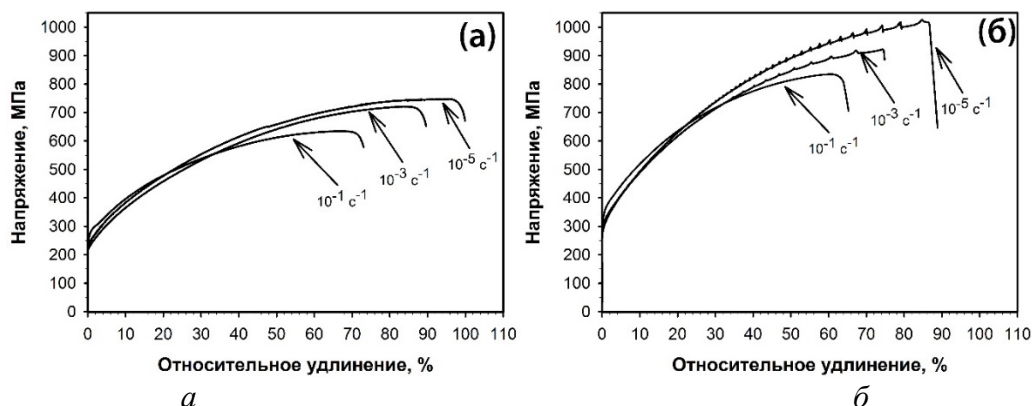 (а)
Напряжение, МПа
1000
900
800
700
600
500
400
300
200
100
0
10⁻¹ с⁻¹
10⁻³ с⁻¹
10⁻⁵ с⁻¹
0 10 20 30 40 50 60 70 80 90 100 110
Относительное удлинение, %
а
(б)
Напряжение, МПа
1000
900
800
700
600
500
400
300
200
100
0
10⁻⁵ с⁻¹
10⁻³ с⁻¹
10⁻¹ с⁻¹
0 10 20 30 40 50 60 70 80 90 100 110
Относительное удлинение, %
б